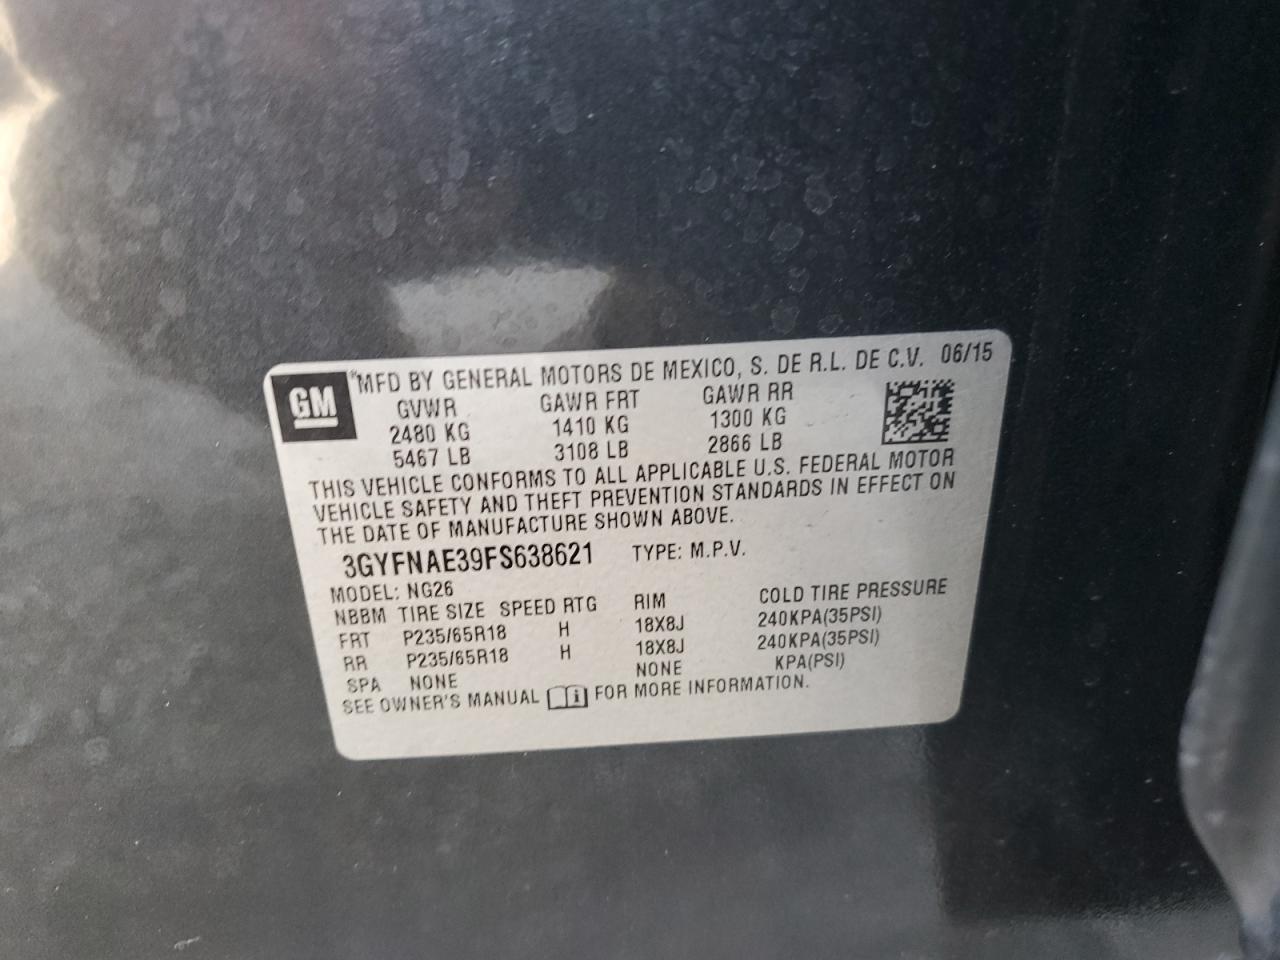 GM
"MFD BY GENERAL MOTORS DE MEXICO, S. DE R.L. DE C.V. 06/15
GVWR GAWR FRT GAWR RR
2480 KG 1410 KG 1300 KG
5467 LB 3108 LB 2866 LB
THIS VEHICLE CONFORMS TO ALL APPLICABLE U.S. FEDERAL MOTOR
VEHICLE SAFETY AND THEFT PREVENTION STANDARDS IN EFFECT ON
THE DATE OF MANUFACTURE SHOWN ABOVE.
3GYFNAE39FS638621 TYPE: M.P.V.
MODEL: NG26
NBBM TIRE SIZE SPEED RTG RIM COLD TIRE PRESSURE
FRT P235/65R18 H 18X8J 240KPA(35PSI)
RR P235/65R18 H 18X8J 240KPA(35PSI)
SPA NONE NONE KPA(PSI)
SEE OWNER'S MANUAL i FOR MORE INFORMATION.